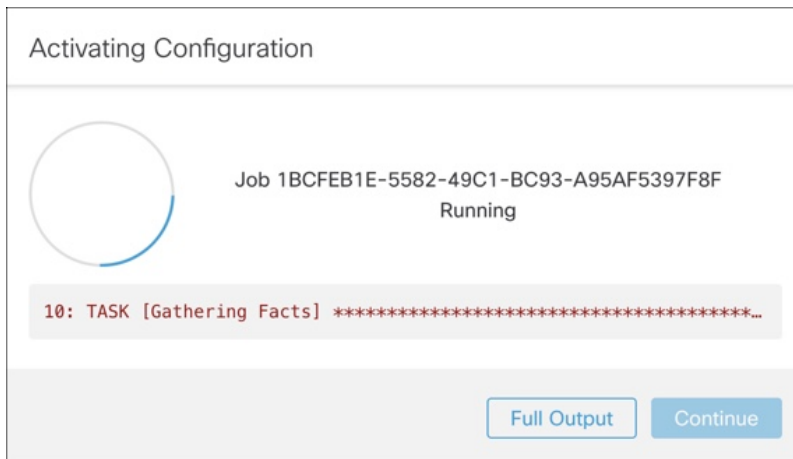 Activating Configuration
Job 1BCFEB1E-5582-49C1-BC93-A95AF5397F8F
Running
10: TASK [Gathering Facts] ***************************************…
Full Output
Continue